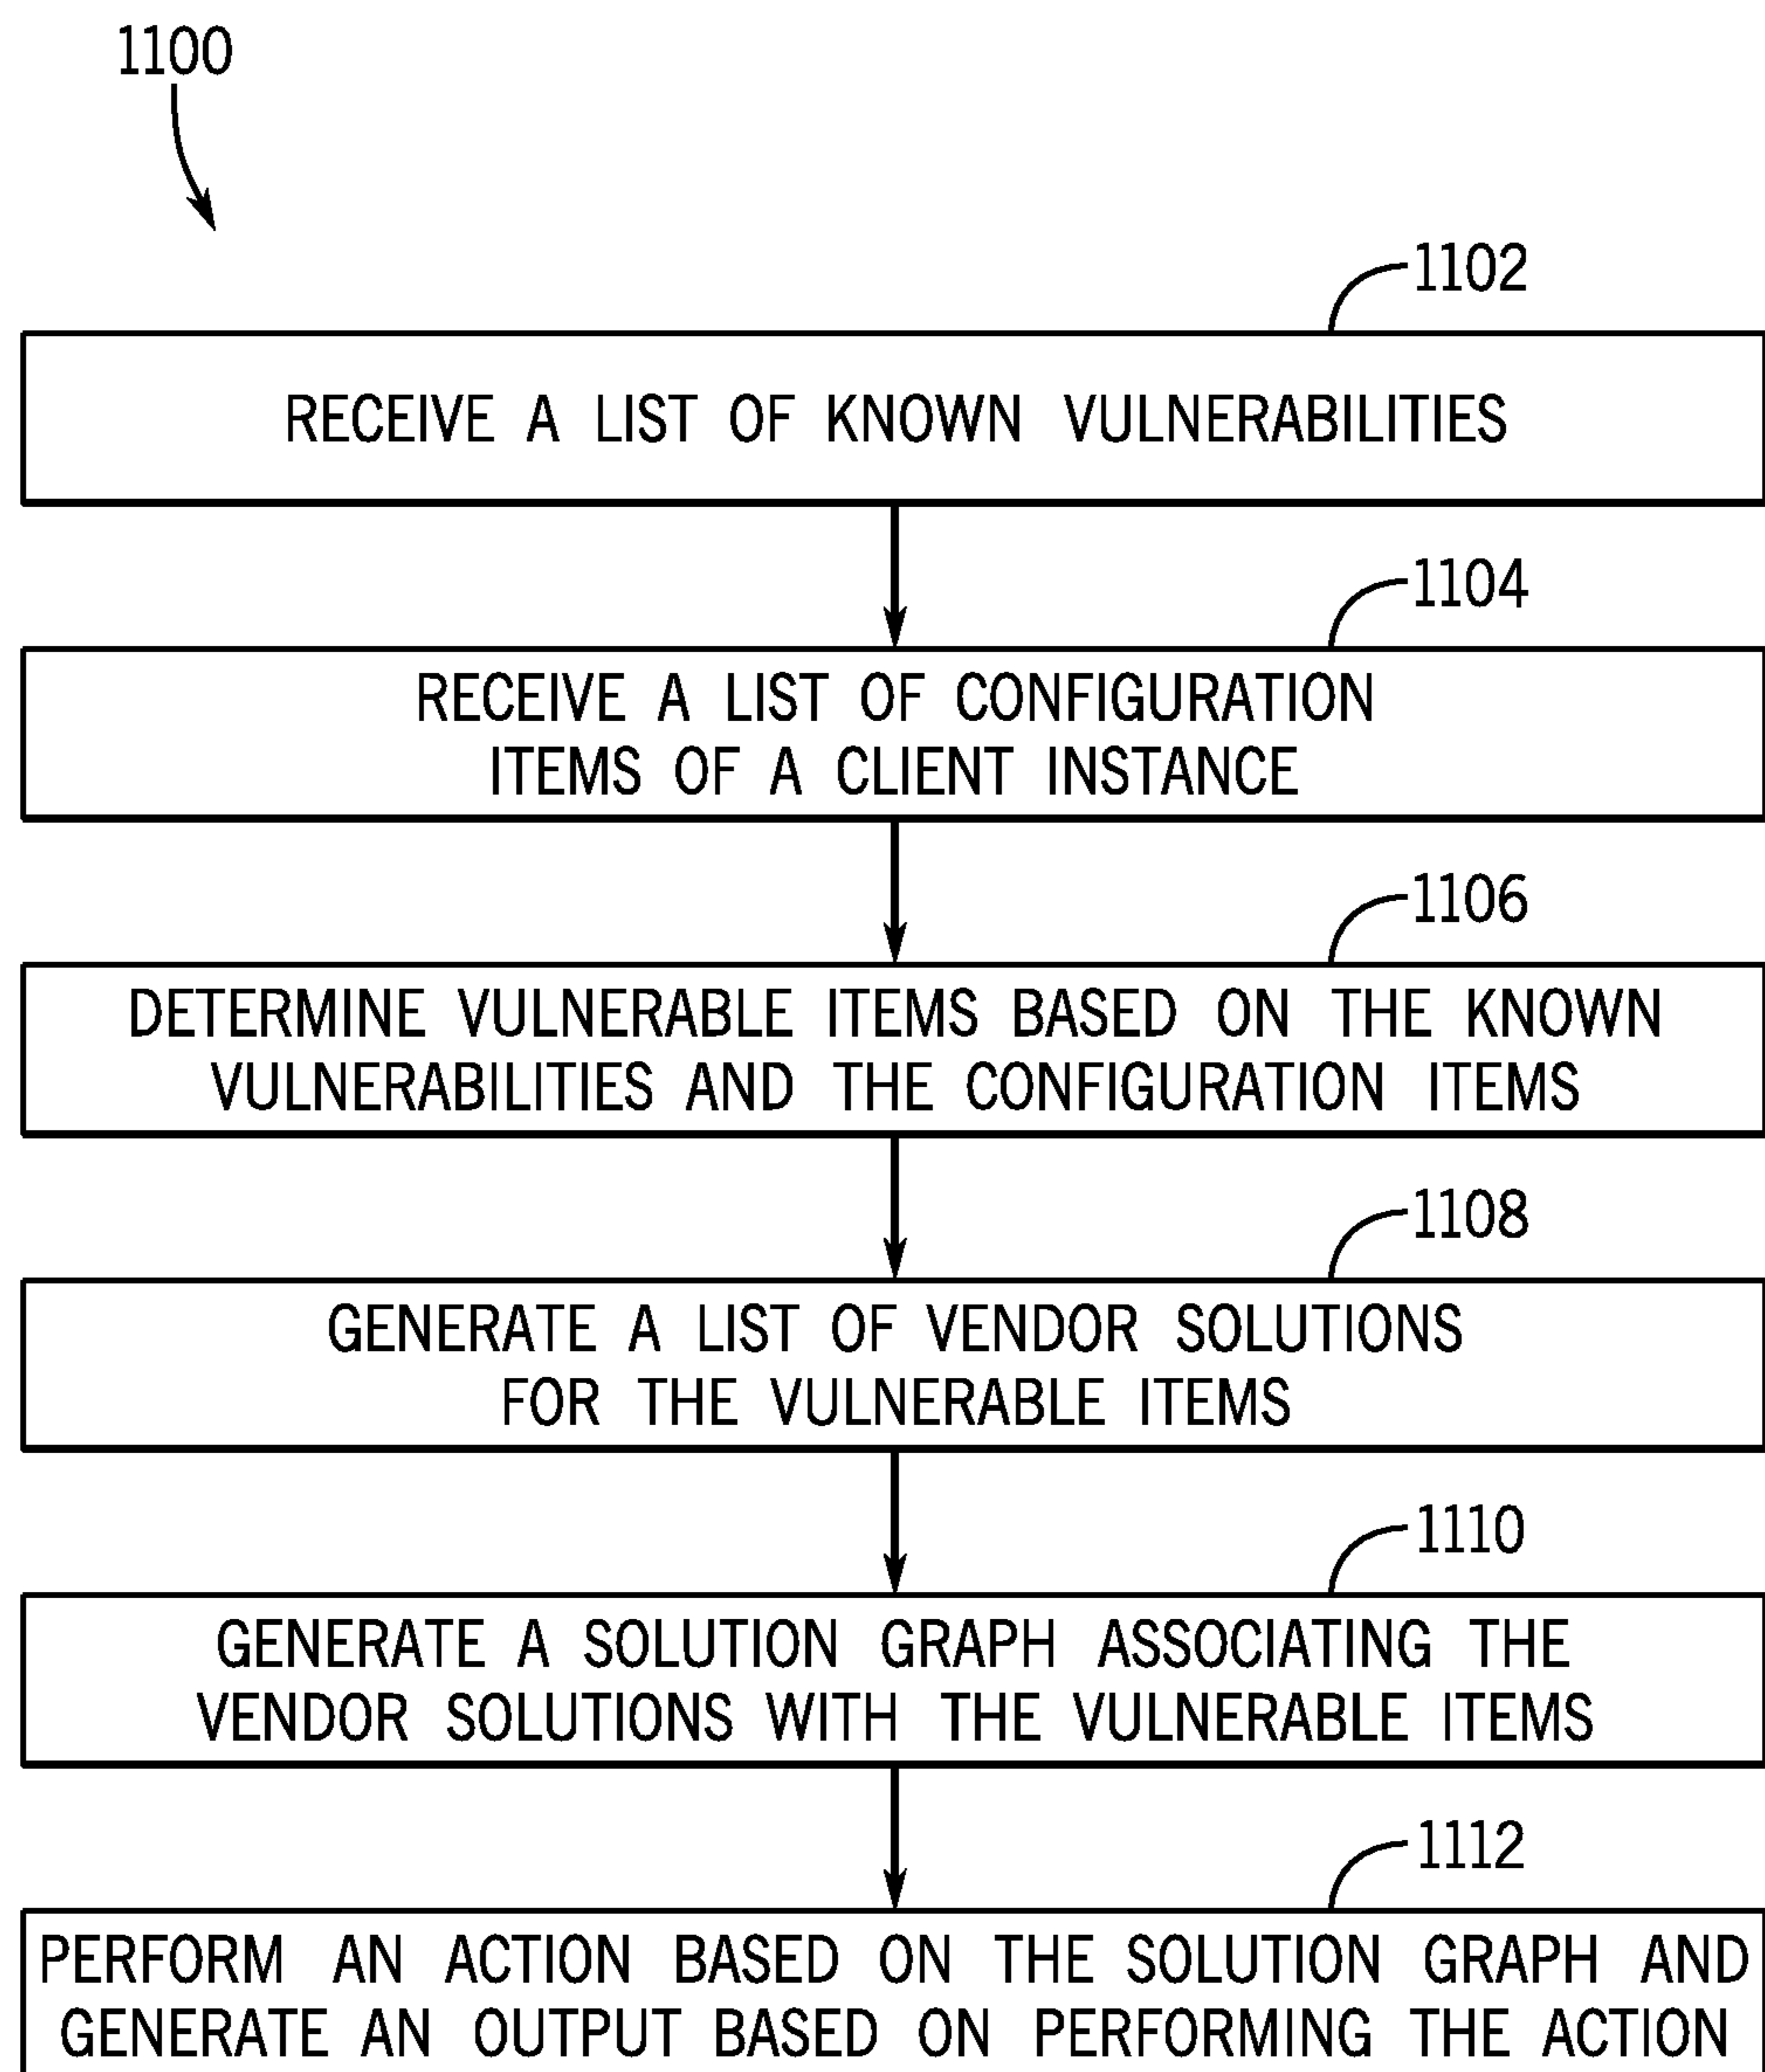 1100
1102
RECEIVE A LIST OF KNOWN VULNERABILITIES
1104
RECEIVE A LIST OF CONFIGURATION
ITEMS OF A CLIENT INSTANCE
1106
DETERMINE VULNERABLE ITEMS BASED ON THE KNOWN
VULNERABILITIES AND THE CONFIGURATION ITEMS
1108
GENERATE A LIST OF VENDOR SOLUTIONS
FOR THE VULNERABLE ITEMS
1110
GENERATE A SOLUTION GRAPH ASSOCIATING THE
VENDOR SOLUTIONS WITH THE VULNERABLE ITEMS
1112
PERFORM AN ACTION BASED ON THE SOLUTION GRAPH AND
GENERATE AN OUTPUT BASED ON PERFORMING THE ACTION